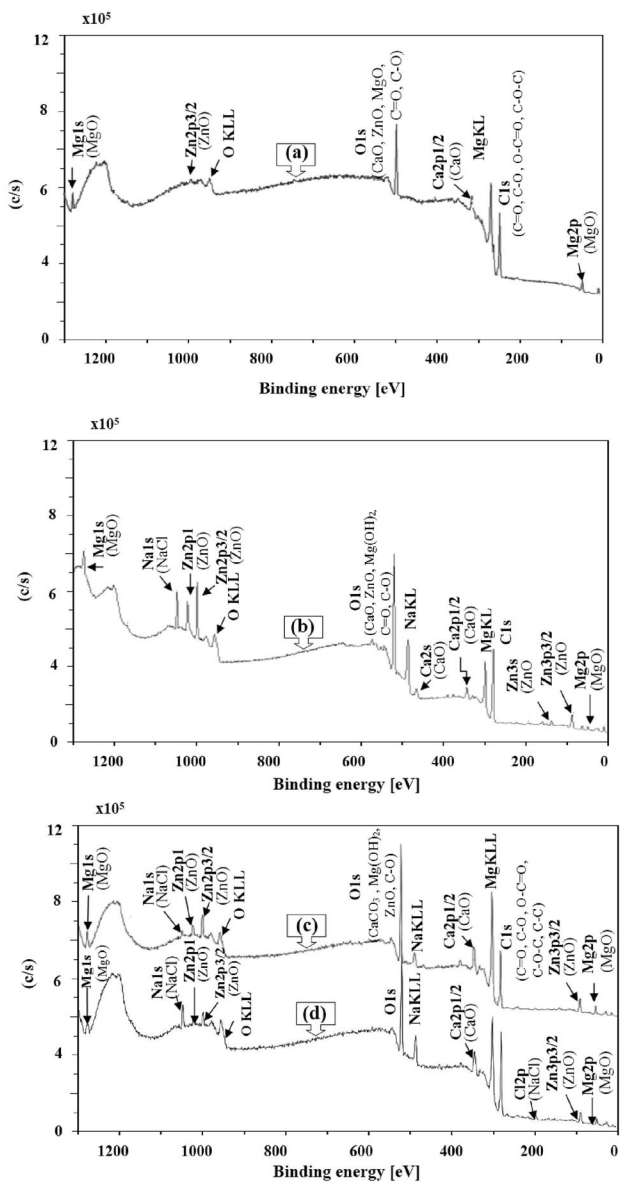 x10⁵
12
10
8
6
4
2
0
(c/s)
Mg1s
(MgO)
Zn2p3/2
(ZnO)
O KLL
(a)
O1s
(CaO, ZnO, MgO,
C=O, C-O)
Ca2p1/2
(CaO)
MgKL
C1s
(C=O, C-O, O-C=O, C-O-C)
Mg2p
(MgO)
1200 1000 800 600 400 200 0
Binding energy [eV]
x10⁵
12
10
8
6
4
2
0
(c/s)
Mg1s
(MgO)
Na1s
(NaCl
Zn2p1
(ZnO)
Zn2p3/2
(ZnO)
O KLL
(b)
O1s
(CaO, ZnO, Mg(OH)₂,
C=O, C-O)
NaKL
Ca2s
(CaO)
Ca2p1/2
(CaO)
MgKL
C1s
Zn3s
(ZnO
Zn3p3/2
(ZnO
Mg2p
(MgO)
1200 1000 800 600 400 200 0
Binding energy [eV]
x10⁵
12
10
8
6
4
2
0
(c/s)
Mg1s
(MgO)
Na1s
(NaCl)
Zn2p1
(ZnO)
Zn2p3/2
(ZnO)
O KLL
(c)
O1s
CaCO₃ , Mg(OH)₂,
ZnO, C-O)
NaKLL
Ca2p1/2
(CaO)
MgKLL
C1s
(C=O, C-O, O-C=O,
C-O-C, C-C)
Zn3p3/2
(ZnO)
Mg2p
(MgO)
Mg1s
(MgO)
Na1s
(NaCl)
Zn2p1
(ZnO)
Zn2p3/2
(ZnO)
O KLL
(d)
O1s
NaKLL
Ca2p1/2
(CaO)
Cl2p
(NaCl)
Zn3p3/2
(ZnO)
Mg2p
(MgO)
1200 1000 800 600 400 200 0
Binding energy [eV]